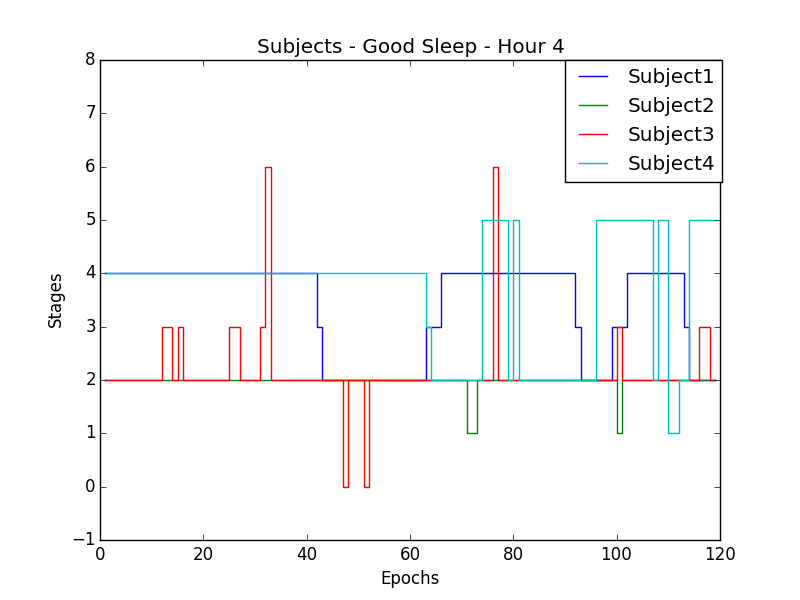 Subjects - Good Sleep - Hour 4
8
7
6
5
4
3
2
1
0
−1
Stages
0 20 40 60 80 100 120
Epochs
Subject1
Subject2
Subject3
Subject4